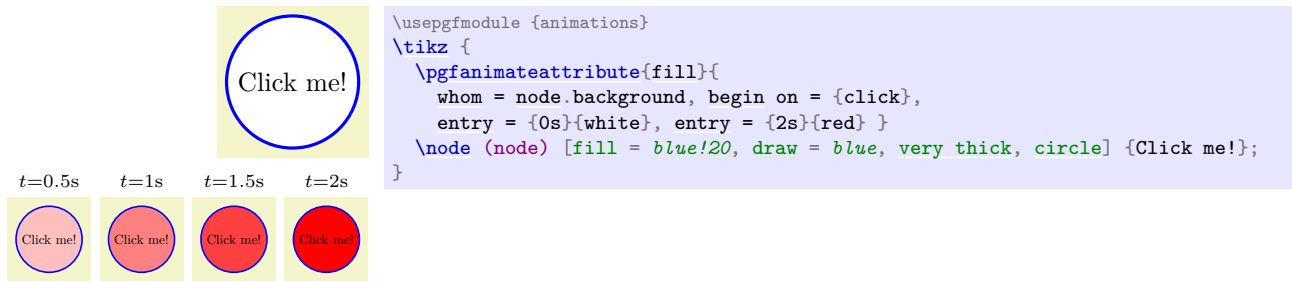 Click me!
t=0.5s t=1s t=1.5s t=2s
Click me! Click me! Click me! Click me!
\usepgfmodule {animations}
\tikz {
  \pgfanimateattribute{fill}{
    whom = node.background, begin on = {click},
    entry = {0s}{white}, entry = {2s}{red} }
  \node (node) [fill = blue!20, draw = blue, very thick, circle] {Click me!};
}